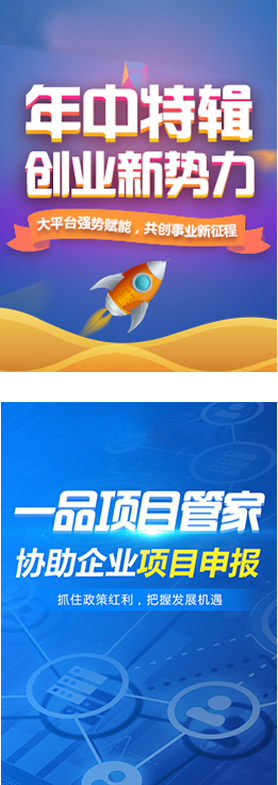 年中特辑
创业新势力
大平台强势赋能，共创事业新征程
一品项目管家
协助企业项目申报
抓住政策红利，把握发展机遇